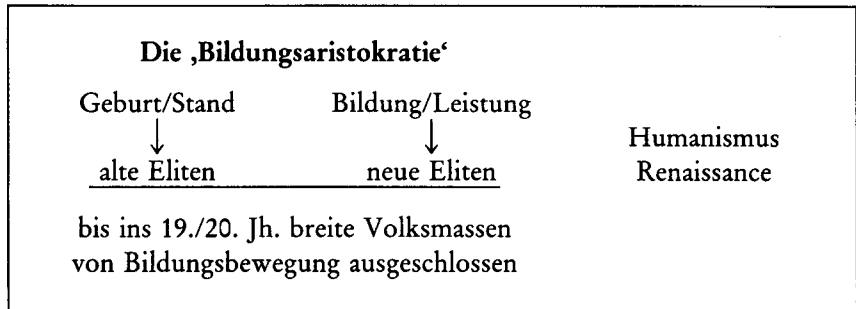 Die ‚Bildungsaristokratie‘
Geburt/Stand Bildung/Leistung
↓ ↓
Humanismus
alte Eliten neue Eliten Renaissance
bis ins 19./20. Jh. breite Volksmassen
von Bildungsbewegung ausgeschlossen